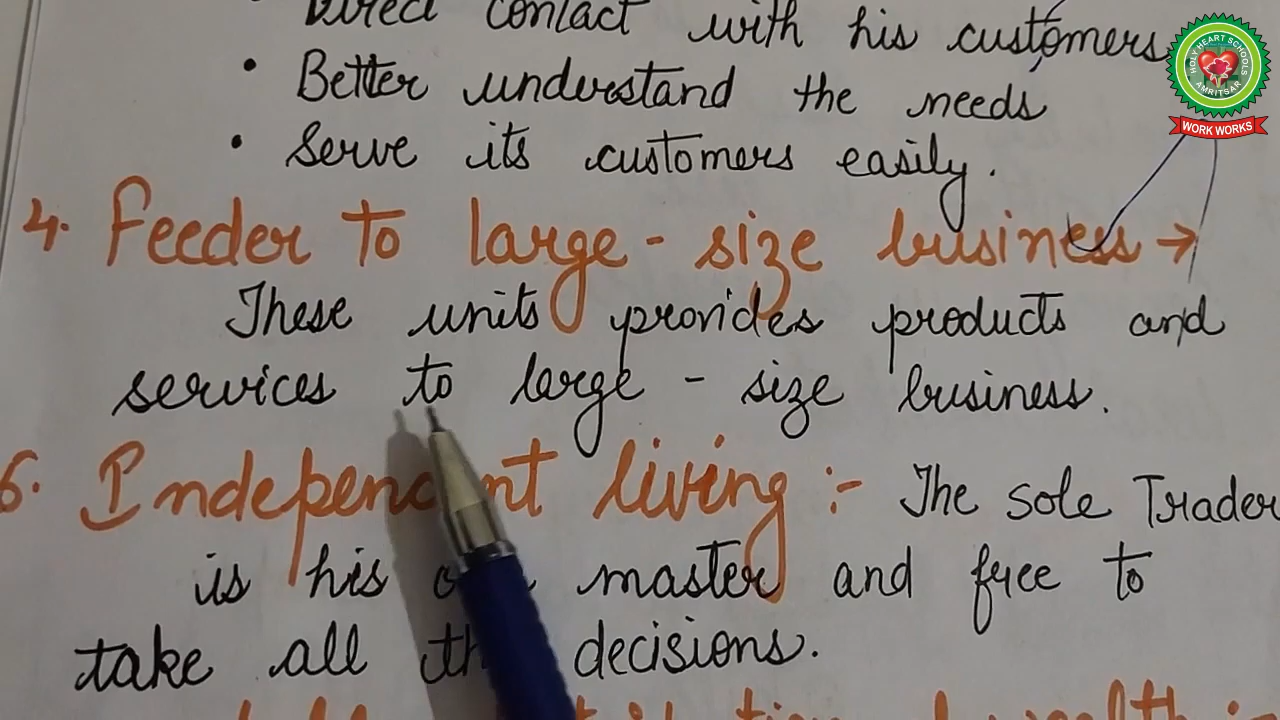 • Direct contact with his customers
• Better understand the needs
• Serve its customers easily.
4. Feeder to large - size business →
These units provides products and
services to large - size business.
6. Independent living :- The Sole Trader
is his own master and free to
take all the decisions.
HOLY HEART SCHOOLS
AMRITSAR
WORK WORKS